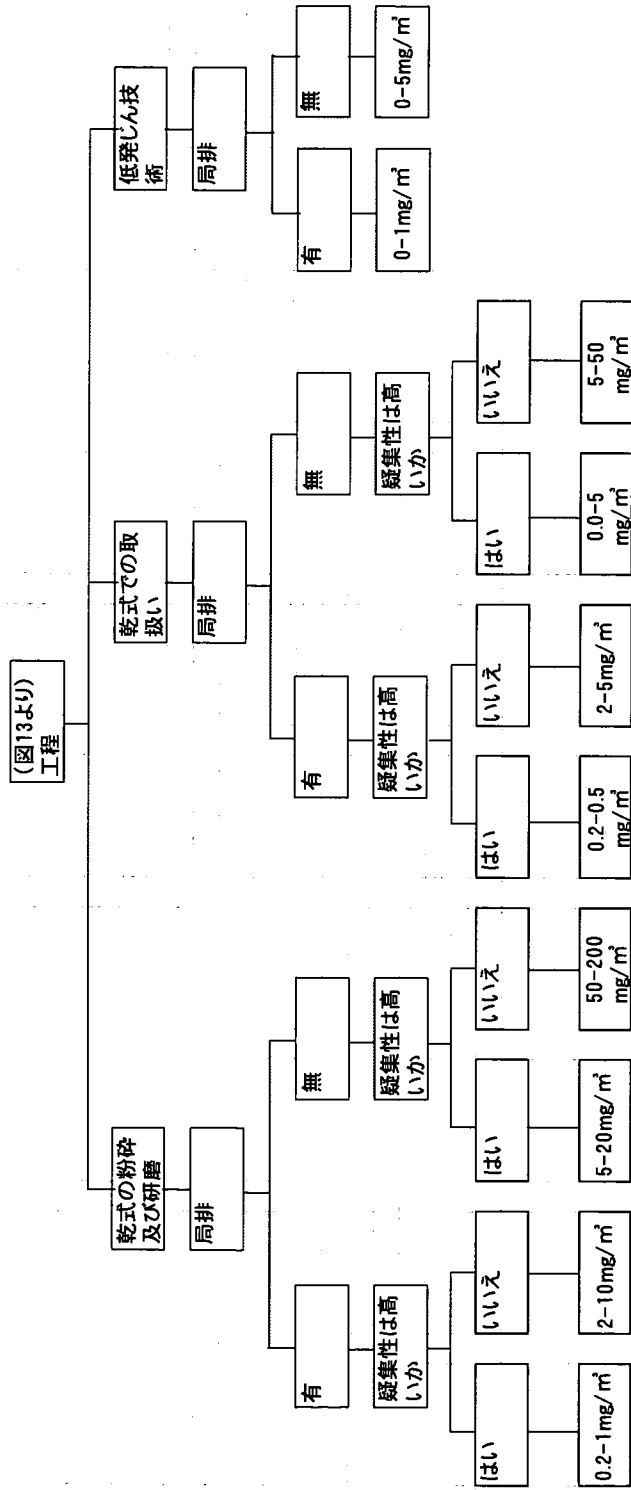 (図13より)
工程
乾式の粉砕
及び研磨
局排
有
疑集性は高
いか
はい
0.2-1mg/㎥
いいえ
2-10mg/㎥
無
疑集性は高
いか
はい
5-20mg/㎥
いいえ
50-200
mg/㎥
乾式での取
扱い
局排
有
疑集性は高
いか
はい
0.2-0.5
mg/㎥
いいえ
2-5mg/㎥
無
疑集性は高
いか
はい
0.0-5
mg/㎥
いいえ
5-50
mg/㎥
低発じん技
術
局排
有
0-1mg/㎥
無
0-5mg/㎥